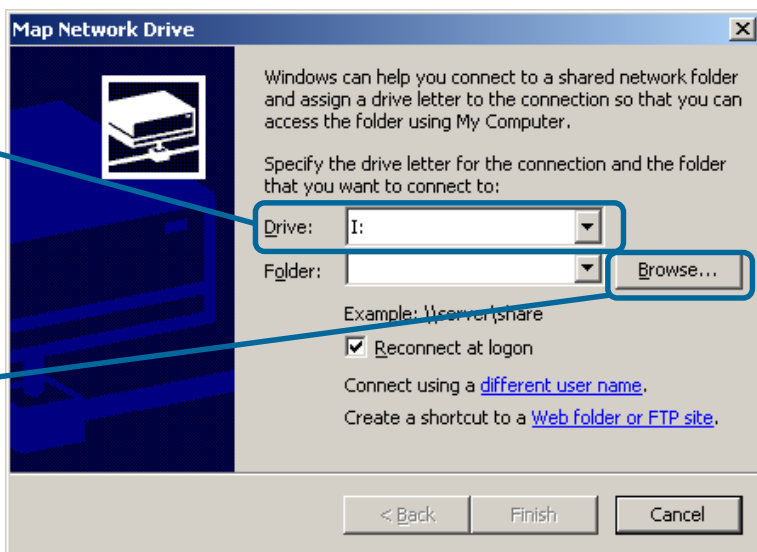 Map Network Drive
Windows can help you connect to a shared network folder
and assign a drive letter to the connection so that you can
access the folder using My Computer.
Specify the drive letter for the connection and the folder
that you want to connect to:
Drive: I:
Folder: Browse...
Example: \\server\share
Reconnect at logon
Connect using a different user name.
Create a shortcut to a Web folder or FTP site.
< Back Finish Cancel